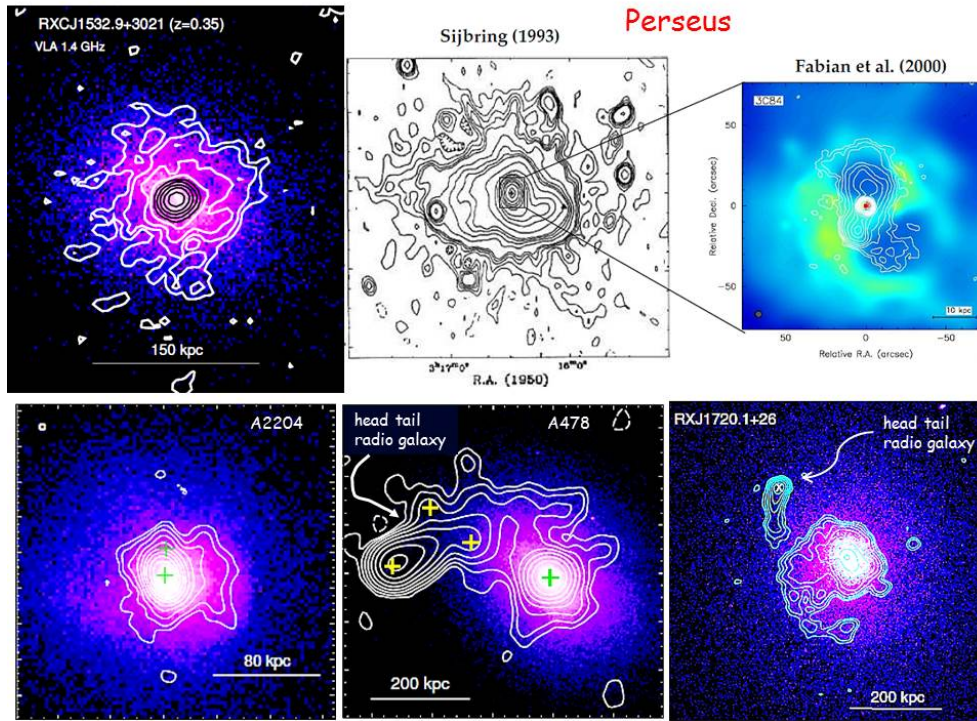 RXCJ1532.9+3021 (z=0.35)
VLA 1.4 GHz
150 kpc
Perseus
Sijbring (1993)
3ʰ17ᵐ0ˢ
16ᵐ0ˢ
R.A. (1950)
Fabian et al. (2000)
3C84
Relative Decl. (arcsec)
50
0
−50
10 kpc
50
0
−50
Relative R.A. (arcsec)
A2204
80 kpc
head tail
radio galaxy
A478
200 kpc
RXJ1720.1+26
head tail
radio galaxy
200 kpc